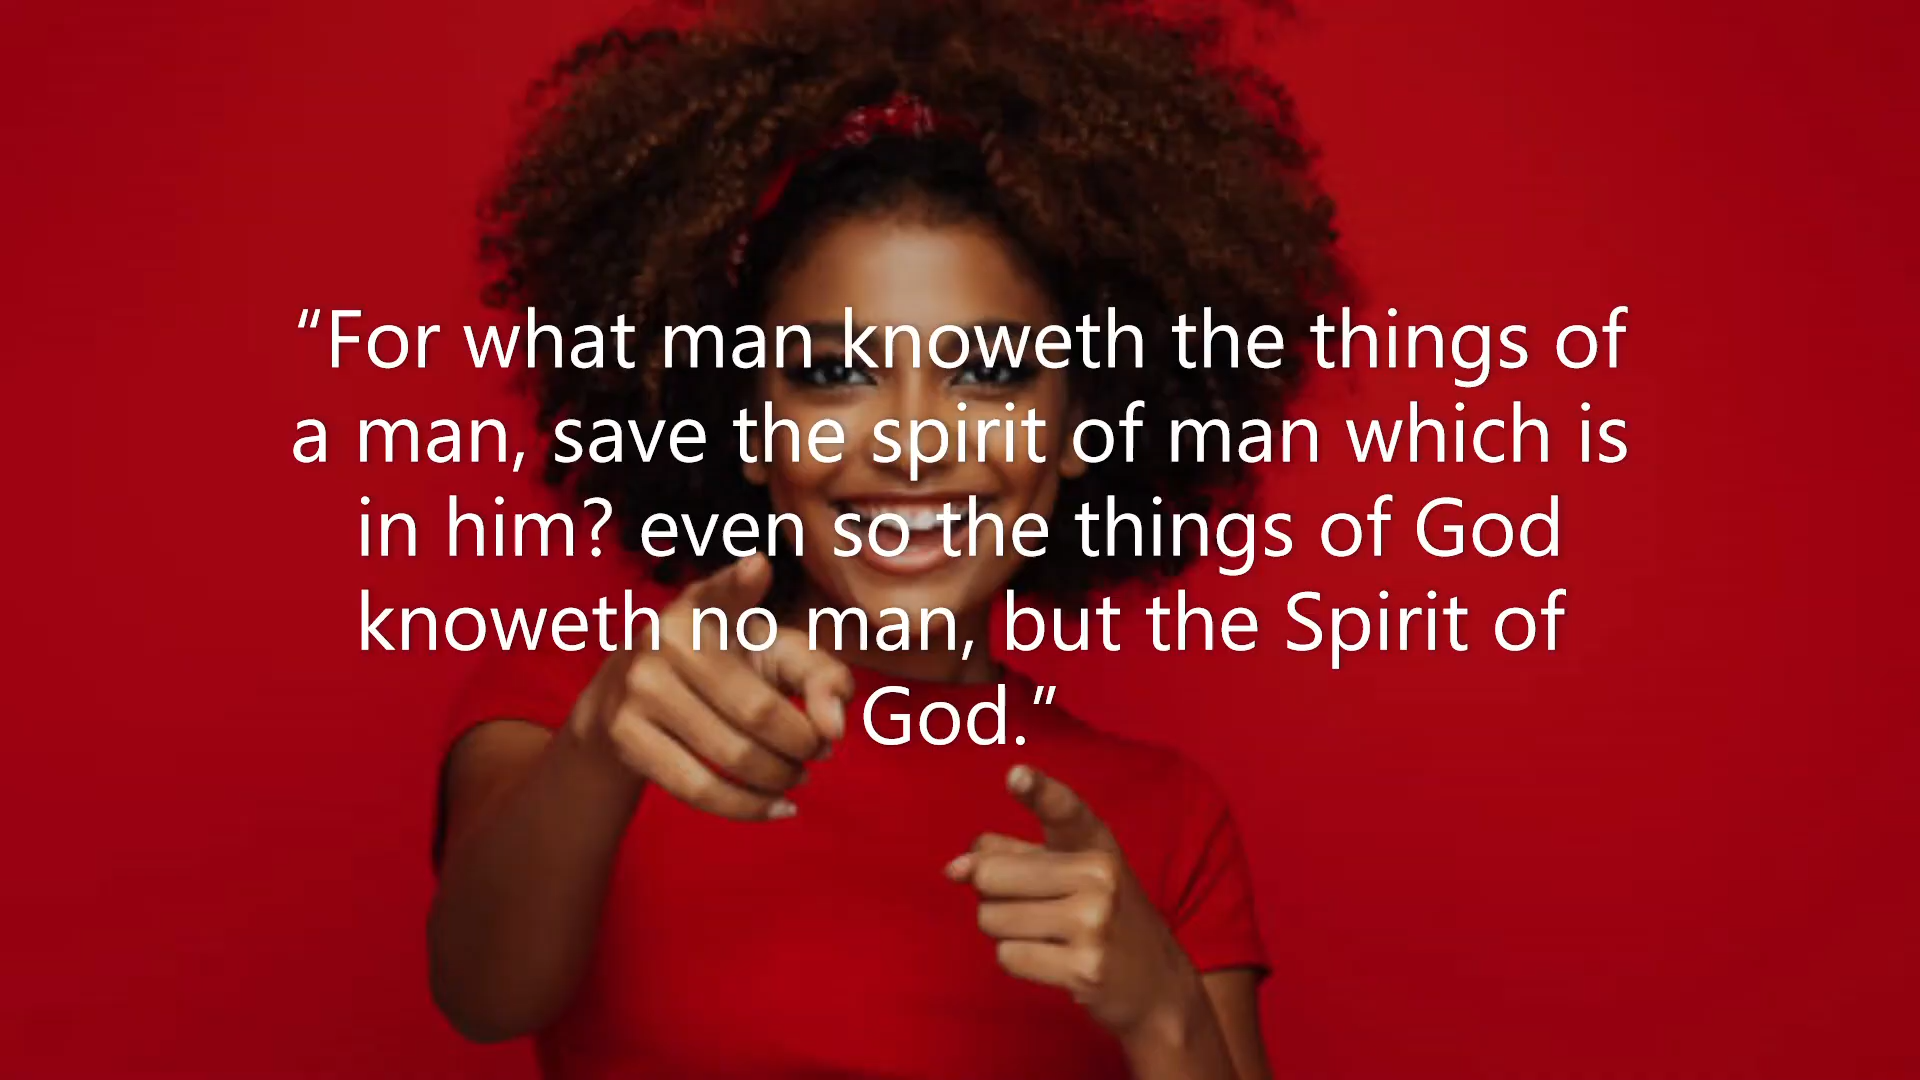 “For what man knoweth the things of
a man, save the spirit of man which is
in him? even so the things of God
knoweth no man, but the Spirit of
God.”